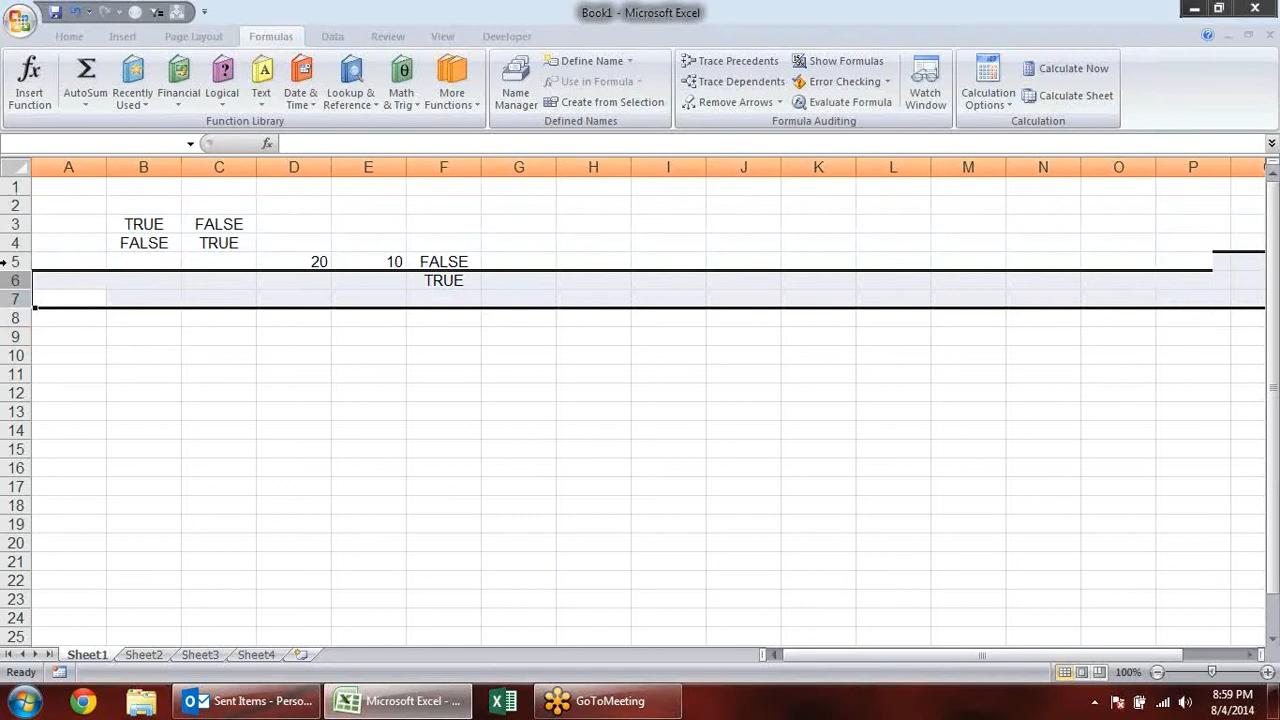 Book1 - Microsoft Excel
Home Insert Page Layout Formulas Data Review View Developer
Insert Function
AutoSum
Recently Used
Financial
Logical
Text
Date & Time
Lookup & Reference
Math & Trig
More Functions
Function Library
Name Manager
Define Name
Use in Formula
Create from Selection
Defined Names
Trace Precedents
Trace Dependents
Remove Arrows
Show Formulas
Error Checking
Evaluate Formula
Formula Auditing
Watch Window
Calculation Options
Calculate Now
Calculate Sheet
Calculation
fx
A B C D E F G H I J K L M N O P
1
2
3 TRUE FALSE
4 FALSE TRUE
5 20 10 FALSE
6 TRUE
7
8
9
10
11
12
13
14
15
16
17
18
19
20
21
22
23
24
25
Sheet1 Sheet2 Sheet3 Sheet4
Ready 100%
Sent Items - Perso...
Microsoft Excel - ...
GoToMeeting
8:59 PM
8/4/2014